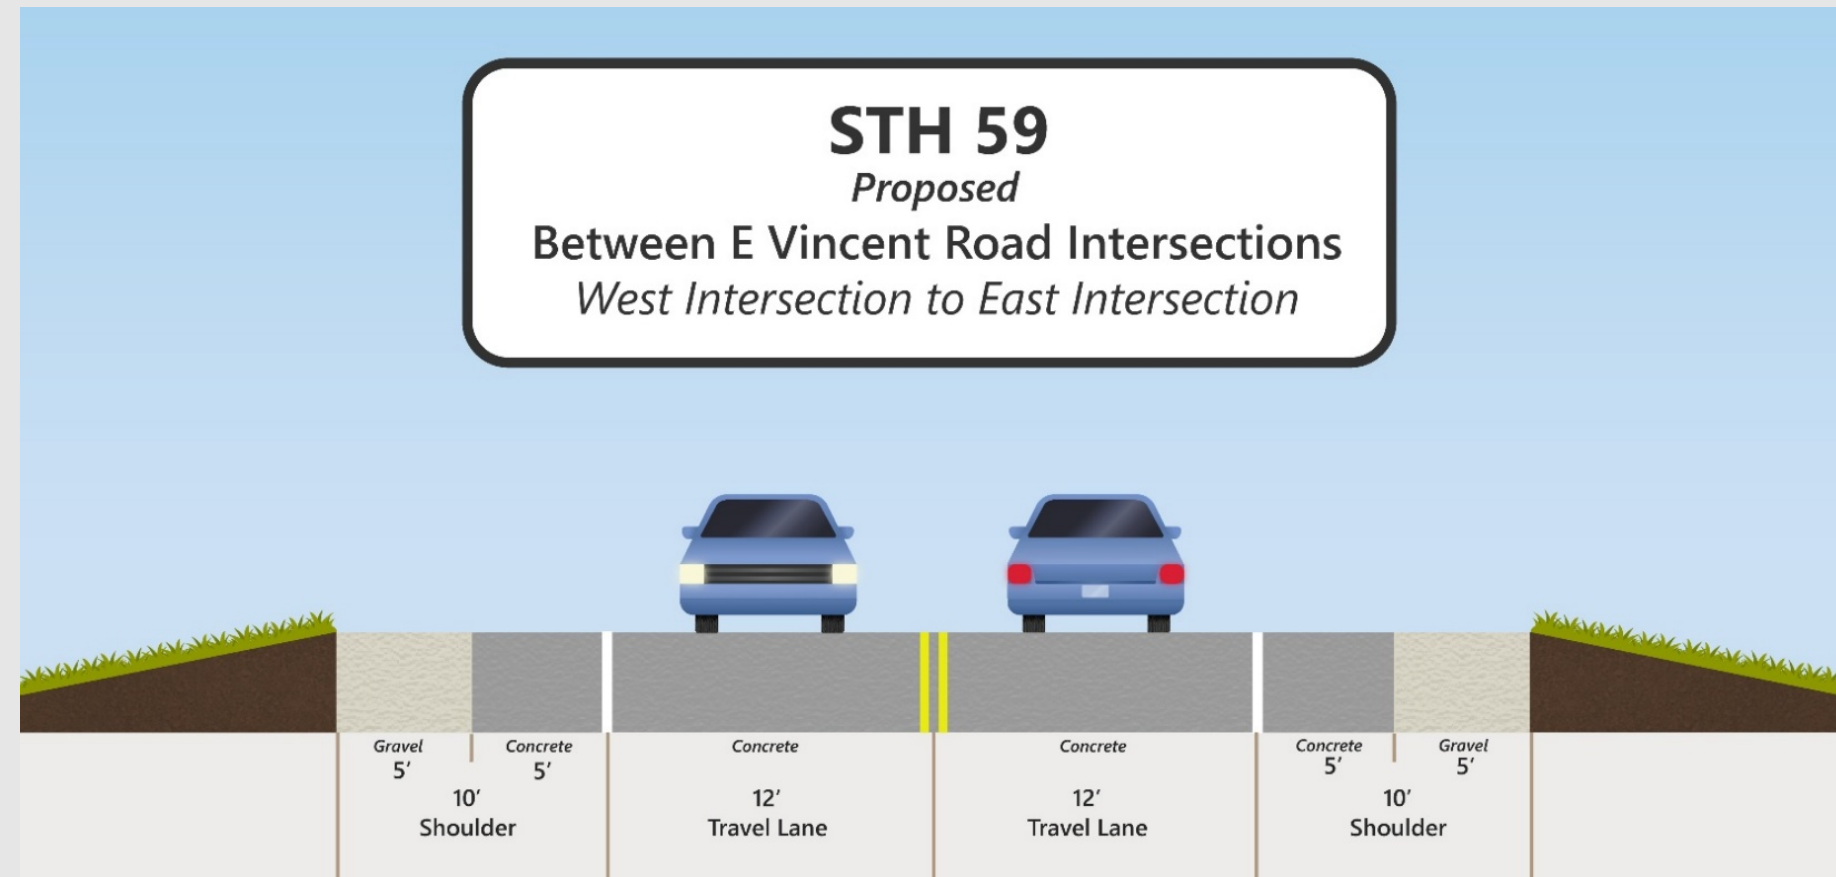 STH 59
Proposed
Between E Vincent Road Intersections
West Intersection to East Intersection
Gravel
5′
Concrete
5′
10′
Shoulder
Concrete
12′
Travel Lane
Concrete
12′
Travel Lane
Concrete
5′
Gravel
5′
10′
Shoulder